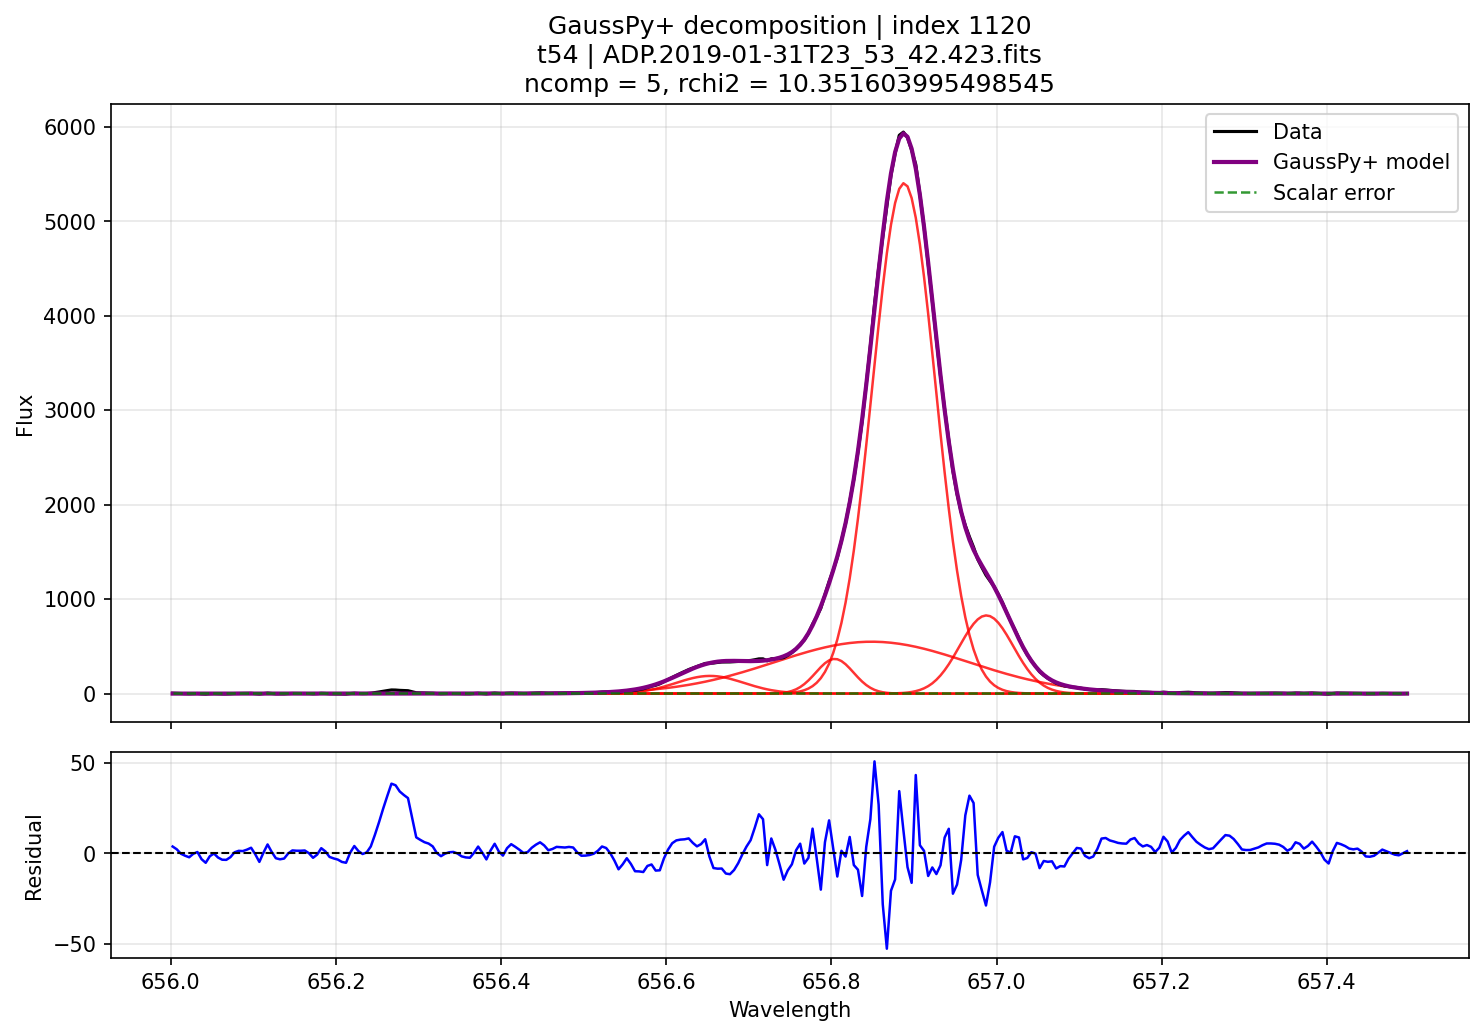 GaussPy+ decomposition | index 1120
t54 | ADP.2019-01-31T23_53_42.423.fits
ncomp = 5, rchi2 = 10.351603995498545
Data
GaussPy+ model
Scalar error
Flux
6000
5000
4000
3000
2000
1000
0
Residual
50
0
−50
656.0 656.2 656.4 656.6 656.8 657.0 657.2 657.4
Wavelength